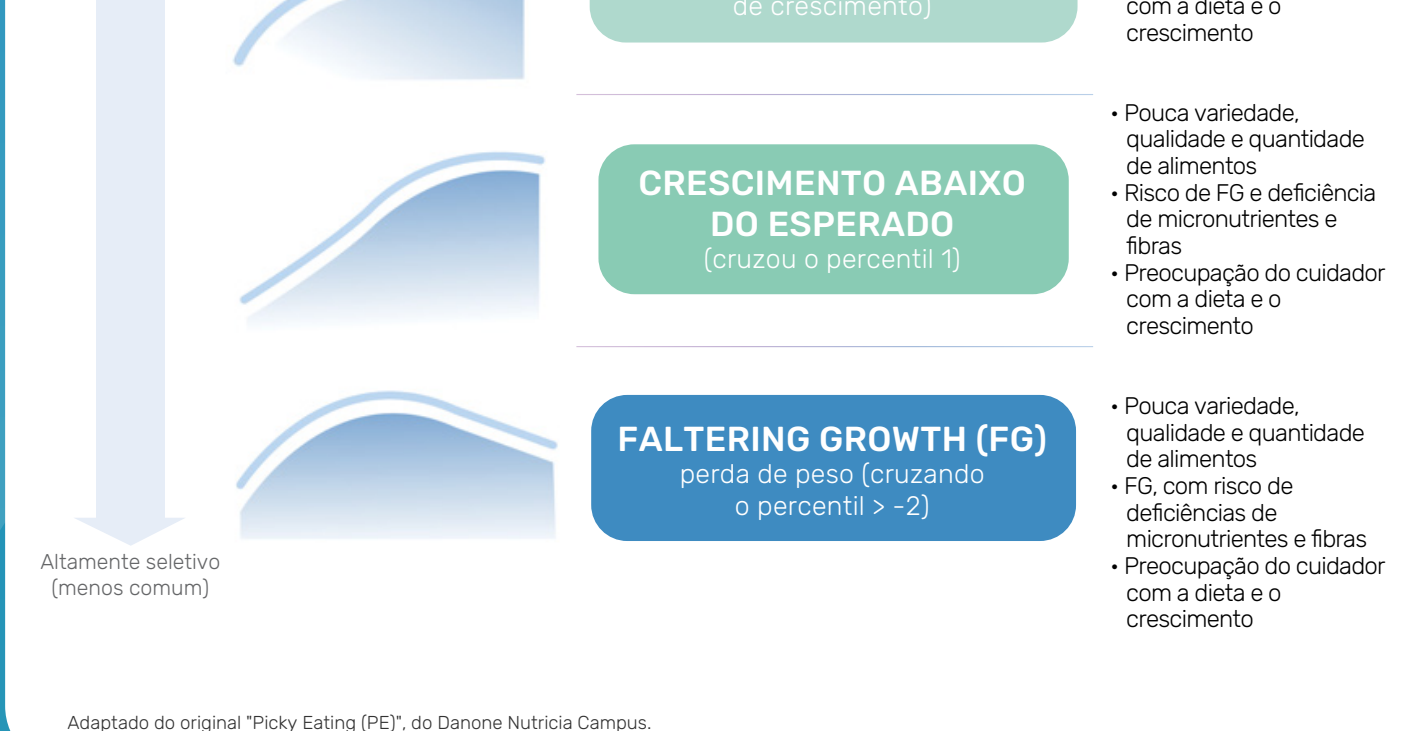 de crescimento)
com a dieta e o
crescimento
• Pouca variedade,
qualidade e quantidade
de alimentos
• Risco de FG e deficiência
de micronutrientes e
fibras
• Preocupação do cuidador
com a dieta e o
crescimento
CRESCIMENTO ABAIXO
DO ESPERADO
(cruzou o percentil 1)
• Pouca variedade,
qualidade e quantidade
de alimentos
• FG, com risco de
deficiências de
micronutrientes e fibras
• Preocupação do cuidador
com a dieta e o
crescimento
FALTERING GROWTH (FG)
perda de peso (cruzando
o percentil > -2)
Altamente seletivo
(menos comum)
Adaptado do original "Picky Eating (PE)", do Danone Nutricia Campus.